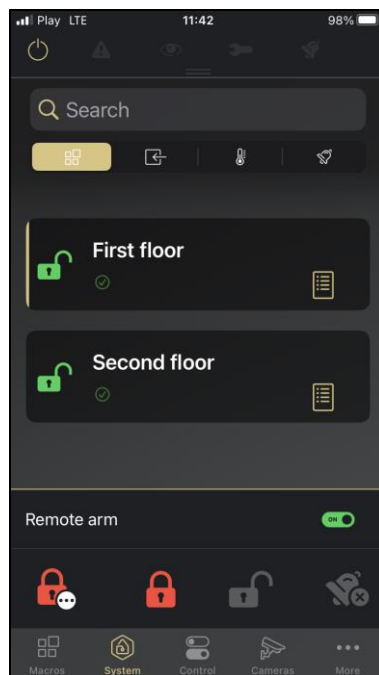 Play LTE 11:42 98%
Search
First floor
Second floor
Remote arm ON
Macros System Control Cameras More